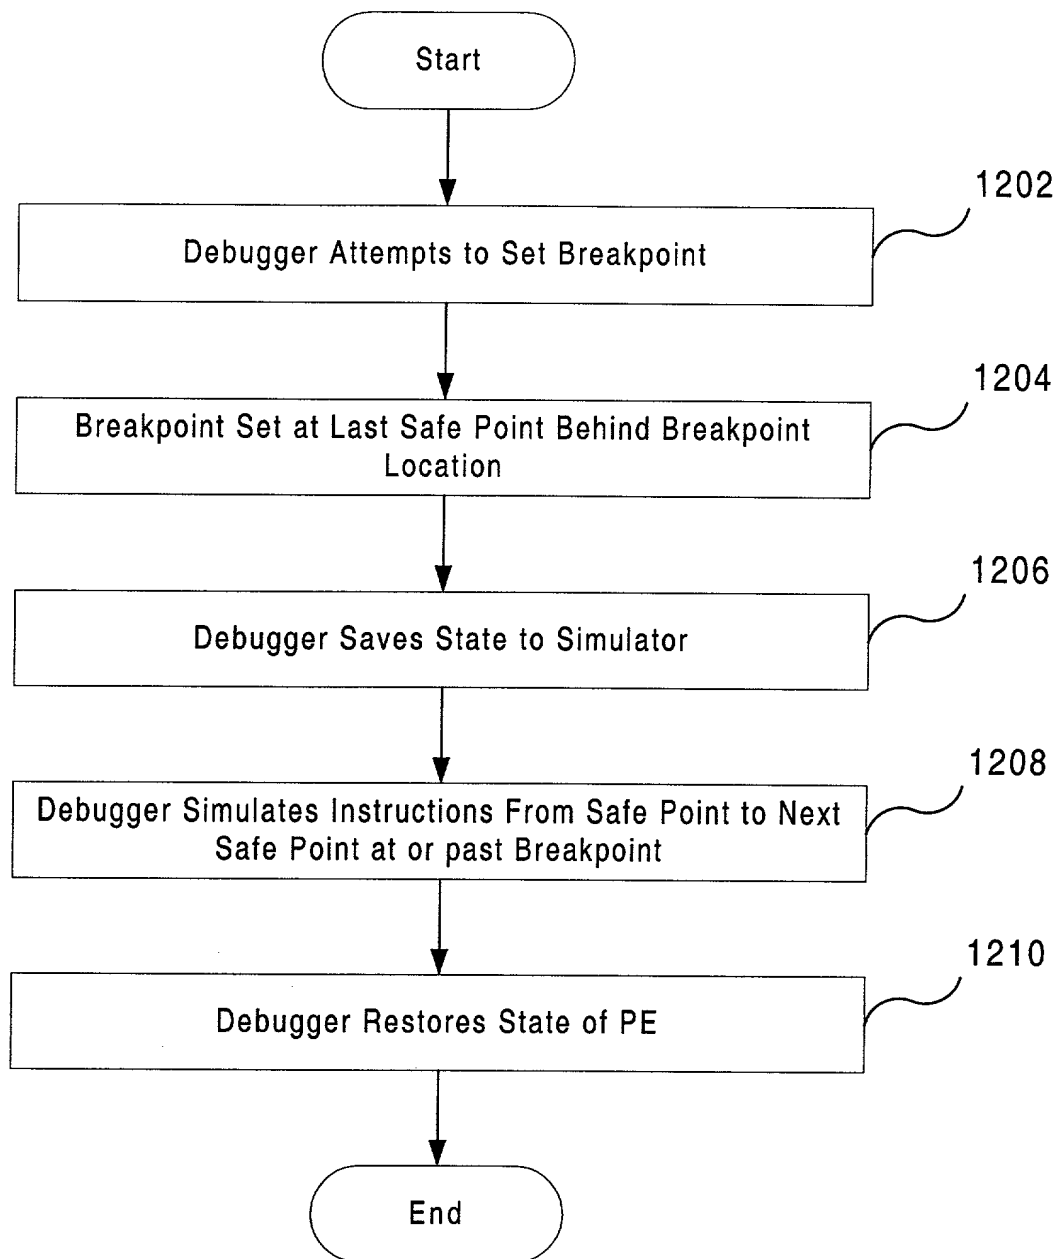 Start
1202
Debugger Attempts to Set Breakpoint
1204
Breakpoint Set at Last Safe Point Behind Breakpoint
Location
1206
Debugger Saves State to Simulator
1208
Debugger Simulates Instructions From Safe Point to Next
Safe Point at or past Breakpoint
1210
Debugger Restores State of PE
End